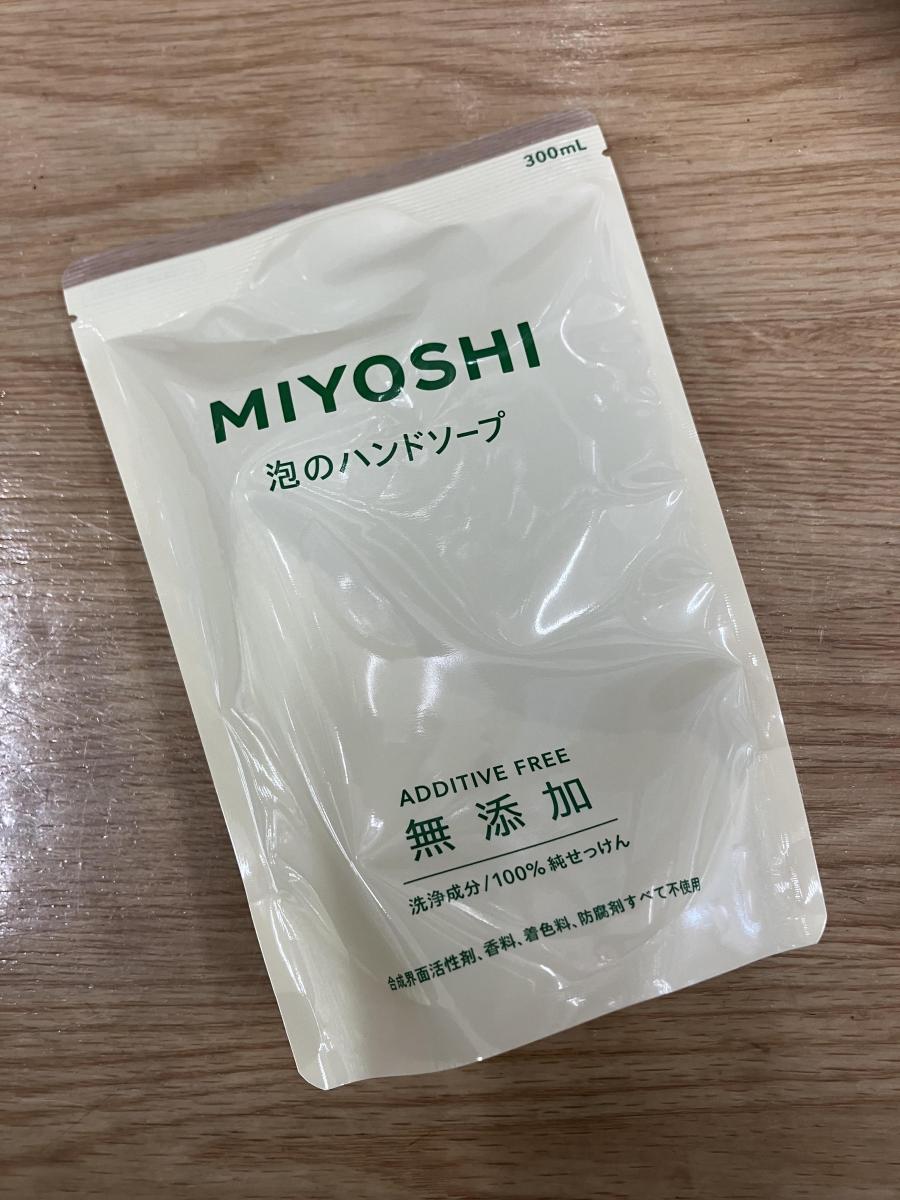 300mL
MIYOSHI
泡のハンドソープ
ADDITIVE FREE
無添加
洗浄成分/100%純せっけん
合成界面活性剤、香料、着色料、防腐剤すべて不使用